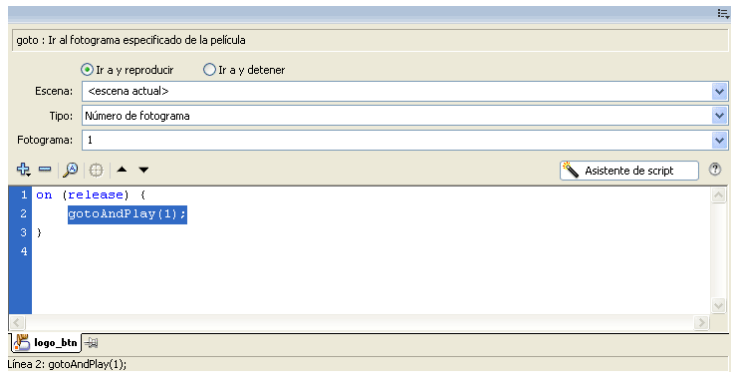 goto : Ir al fotograma especificado de la película
Ir a y reproducir Ir a y detener
Escena: <escena actual>
Tipo: Número de fotograma
Fotograma: 1
Asistente de script ?
1 on (release) {
2 gotoAndPlay(1);
3 }
4
logo_btn
Línea 2: gotoAndPlay(1);